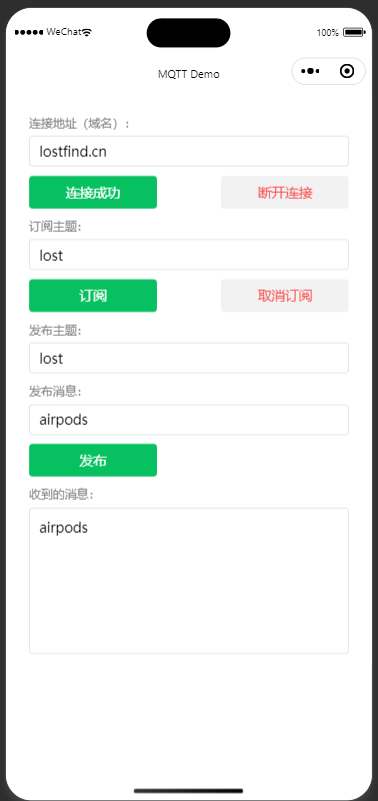 WeChat
100%
MQTT Demo
连接地址（域名）:
lostfind.cn
连接成功 断开连接
订阅主题:
lost
订阅 取消订阅
发布主题:
lost
发布消息:
airpods
发布
收到的消息:
airpods